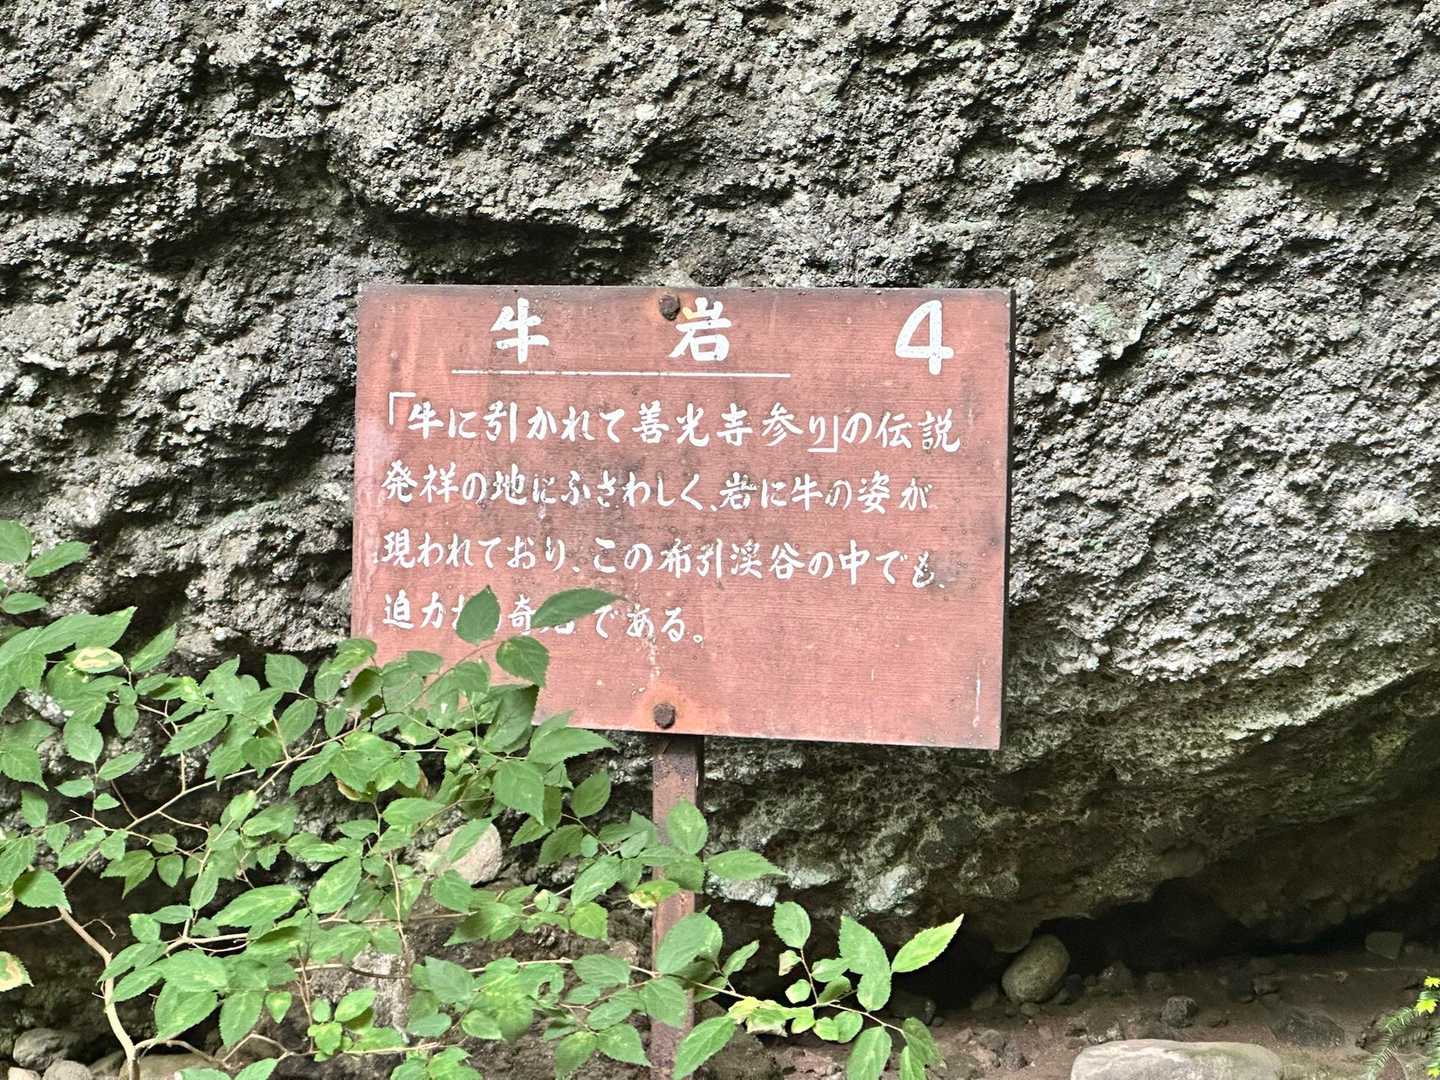 牛岩 4
「牛に引かれて善光寺参り」の伝説
発祥の地にふさわしく、岩に牛の姿が
現われており、この布引渓谷の中でも、
迫力 奇 である。